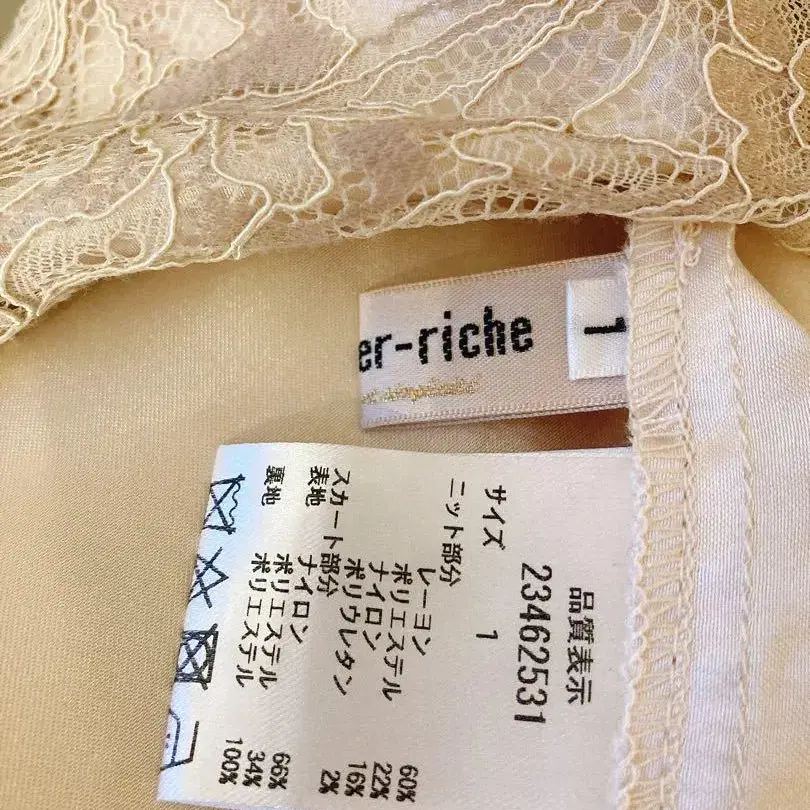 er-riche
1
品質表示
23462531
サイズ 1
ニット部分
レーヨン 60%
ポリエステル 22%
ナイロン 16%
ポリウレタン 2%
スカート部分
表地 ナイロン 66%
ポリエステル 34%
裏地 ポリエステル 100%